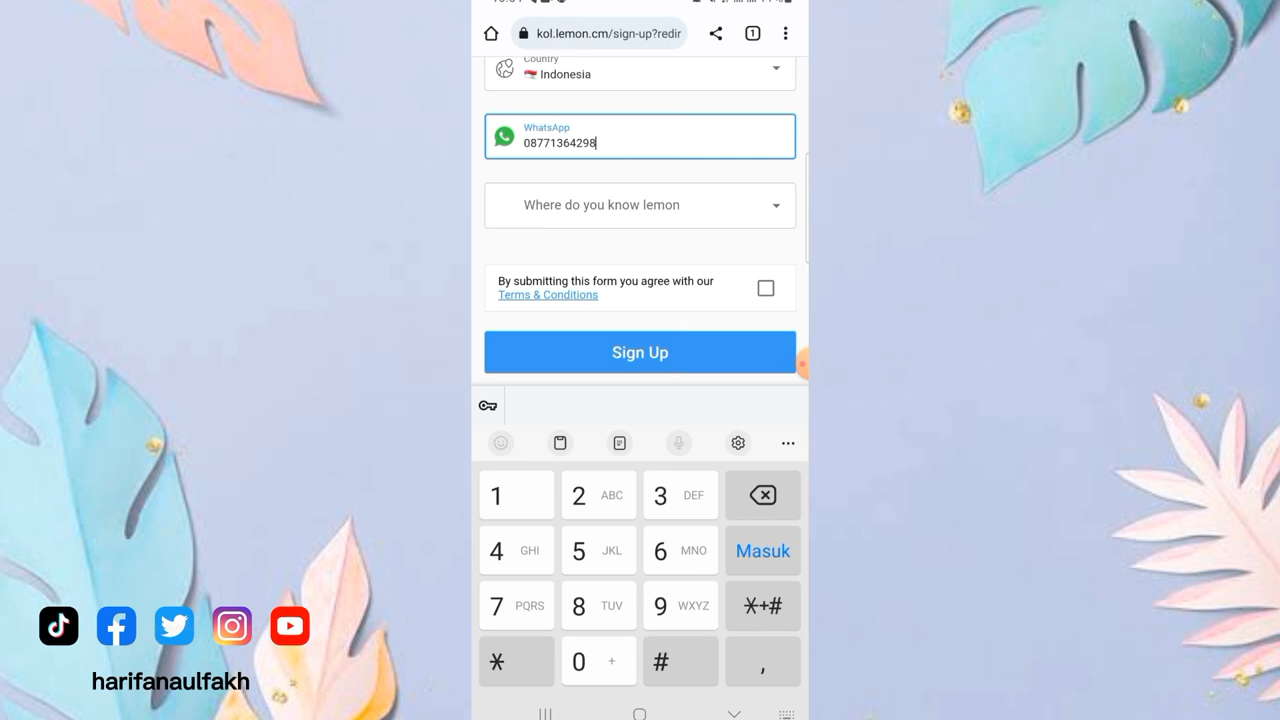 kol.lemon.cm/sign-up?redir
1
Country
Indonesia
WhatsApp
08771364298
Where do you know lemon
By submitting this form you agree with our
Terms & Conditions
Sign Up
1
2 ABC
3 DEF
4 GHI
5 JKL
6 MNO
Masuk
7 PQRS
8 TUV
9 WXYZ
*+#
*
0 +
#
,
harifanaulfakh